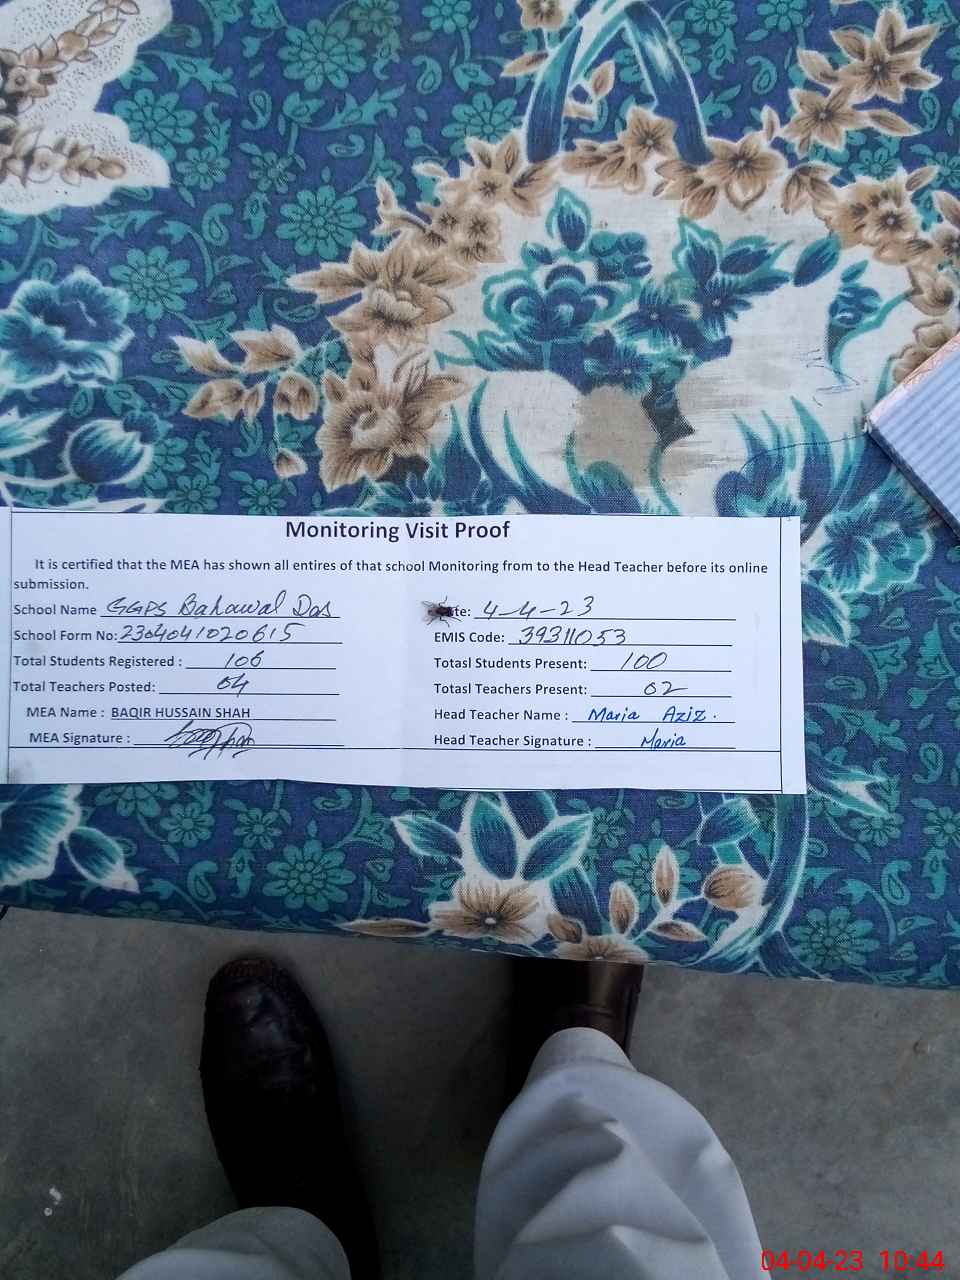 Monitoring Visit Proof
It is certified that the MEA has shown all entires of that school Monitoring from to the Head Teacher before its online
submission.
School Name GGPS Bahawal Das te: 4-4-23
School Form No: 2304041020615 EMIS Code: 39311053
Total Students Registered : 106 Totasl Students Present: 100
Total Teachers Posted: 04 Totasl Teachers Present: 02
MEA Name : BAQIR HUSSAIN SHAH Head Teacher Name : Maria Aziz.
MEA Signature : Head Teacher Signature : Maria
04-04-23 10:44